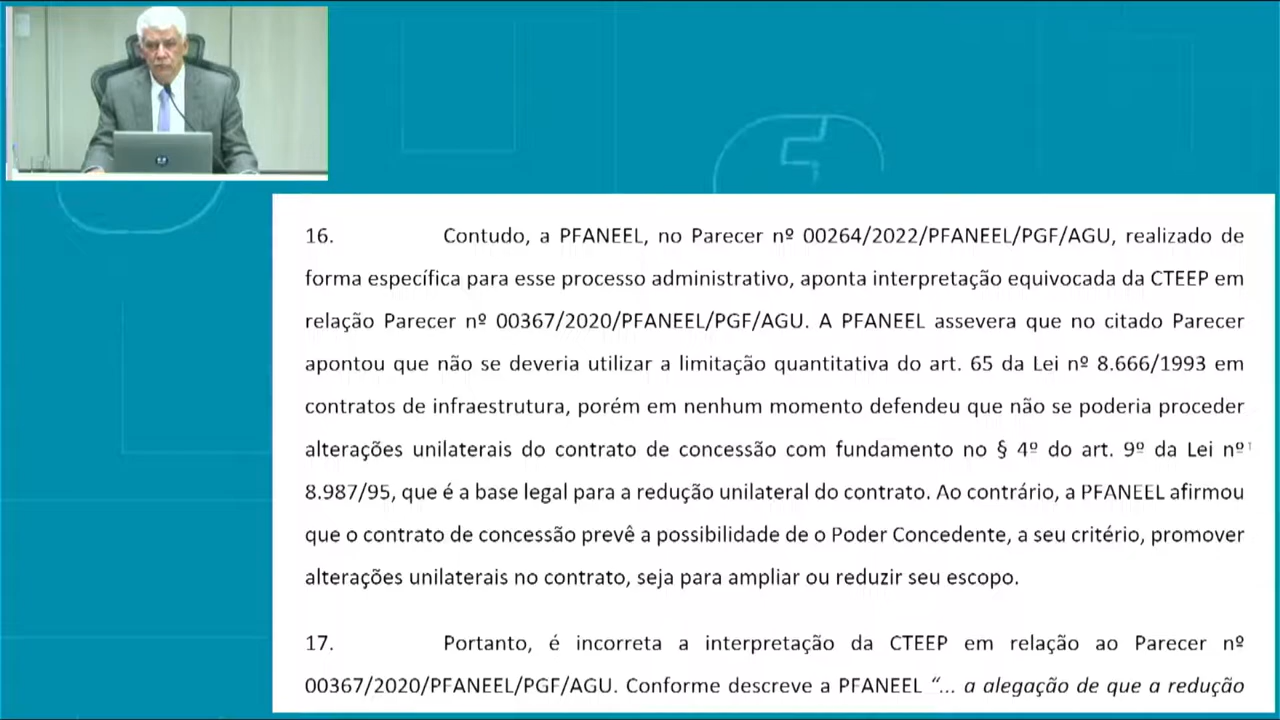 16. Contudo, a PFANEEL, no Parecer nº 00264/2022/PFANEEL/PGF/AGU, realizado de
forma específica para esse processo administrativo, aponta interpretação equivocada da CTEEP em
relação Parecer nº 00367/2020/PFANEEL/PGF/AGU. A PFANEEL assevera que no citado Parecer
apontou que não se deveria utilizar a limitação quantitativa do art. 65 da Lei nº 8.666/1993 em
contratos de infraestrutura, porém em nenhum momento defendeu que não se poderia proceder
alterações unilaterais do contrato de concessão com fundamento no § 4º do art. 9º da Lei nº
8.987/95, que é a base legal para a redução unilateral do contrato. Ao contrário, a PFANEEL afirmou
que o contrato de concessão prevê a possibilidade de o Poder Concedente, a seu critério, promover
alterações unilaterais no contrato, seja para ampliar ou reduzir seu escopo.
17. Portanto, é incorreta a interpretação da CTEEP em relação ao Parecer nº
00367/2020/PFANEEL/PGF/AGU. Conforme descreve a PFANEEL “... a alegação de que a redução